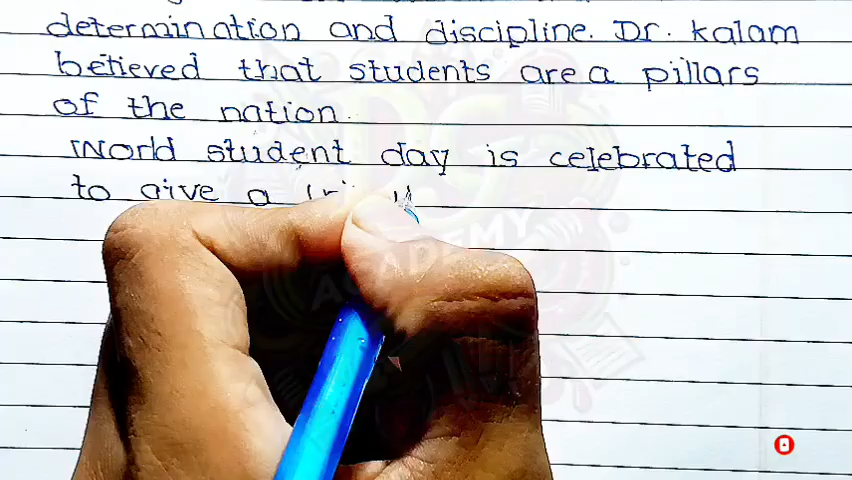 determination and discipline. Dr. Kalam
believed that students are a pillars
of the nation.
World student day is celebrated
to give a
ACADEMY